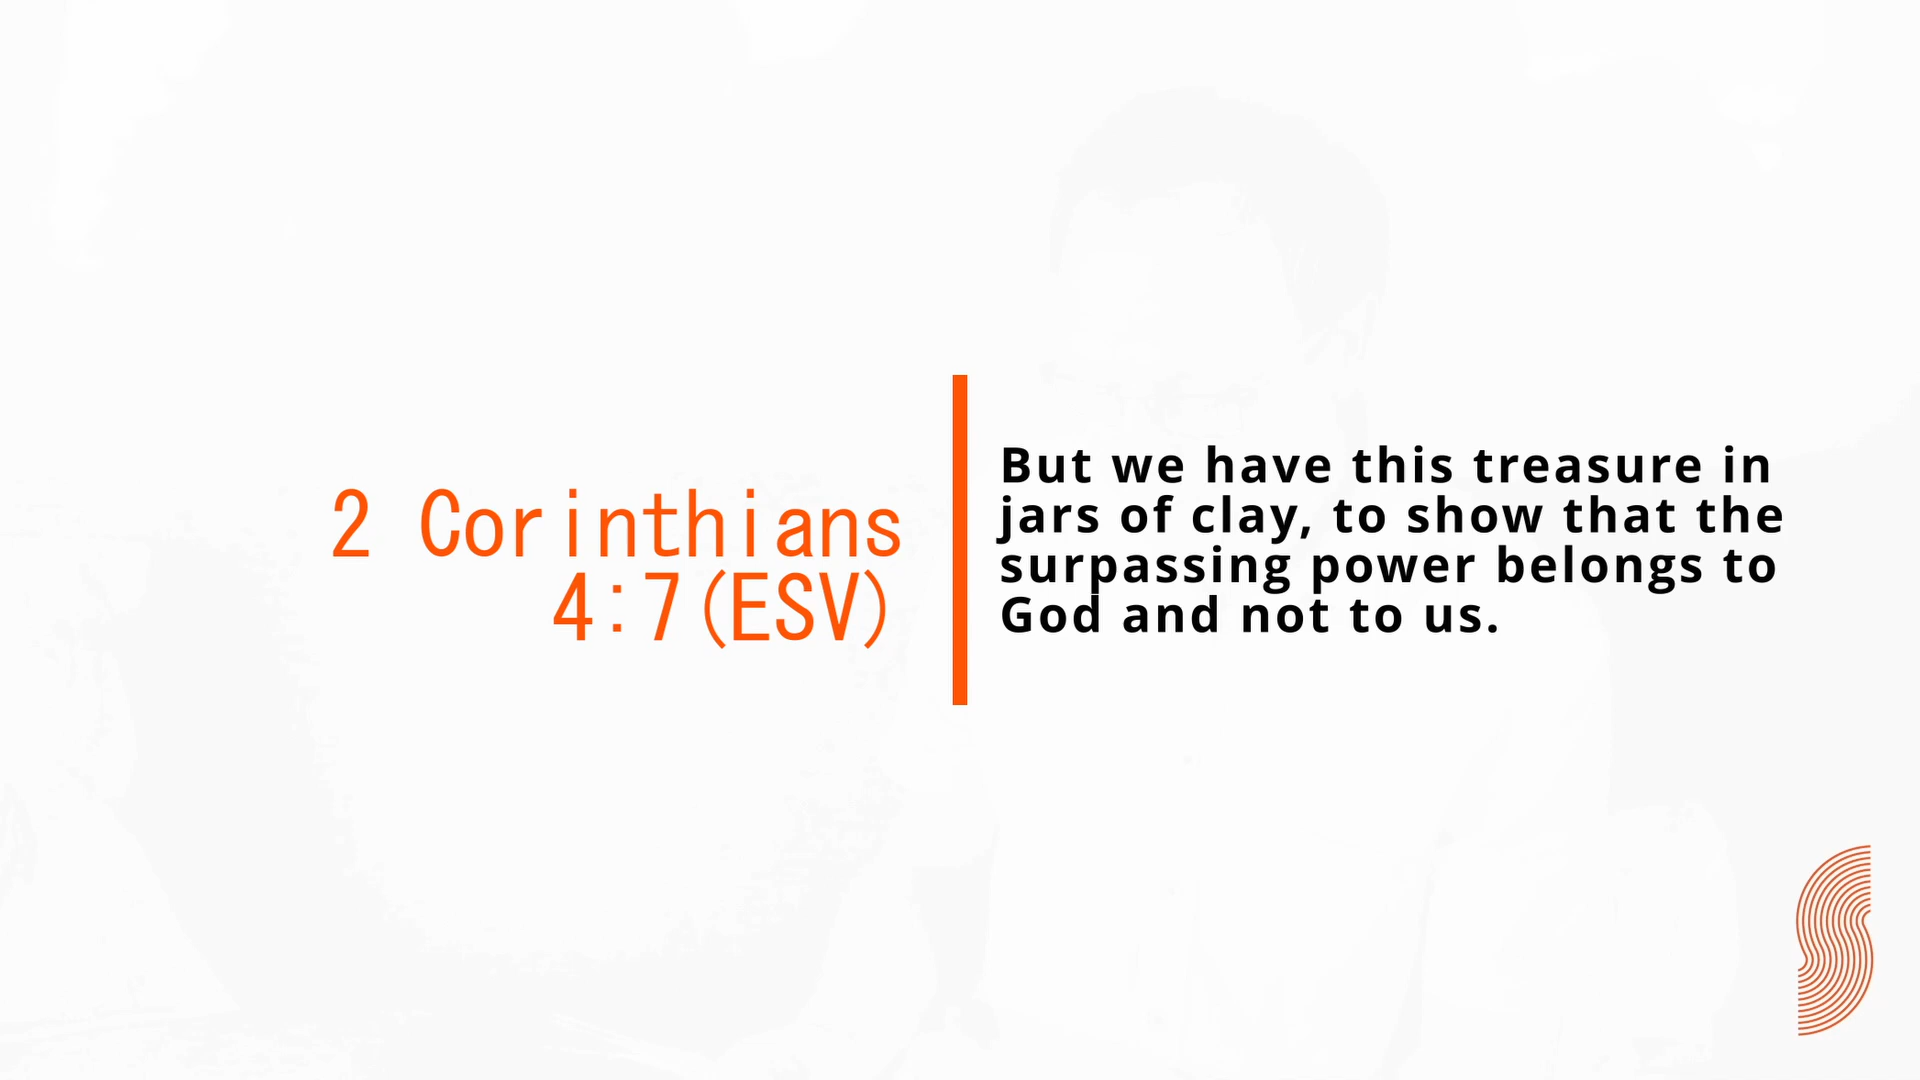 2 Corinthians
4:7(ESV)
But we have this treasure in
jars of clay, to show that the
surpassing power belongs to
God and not to us.